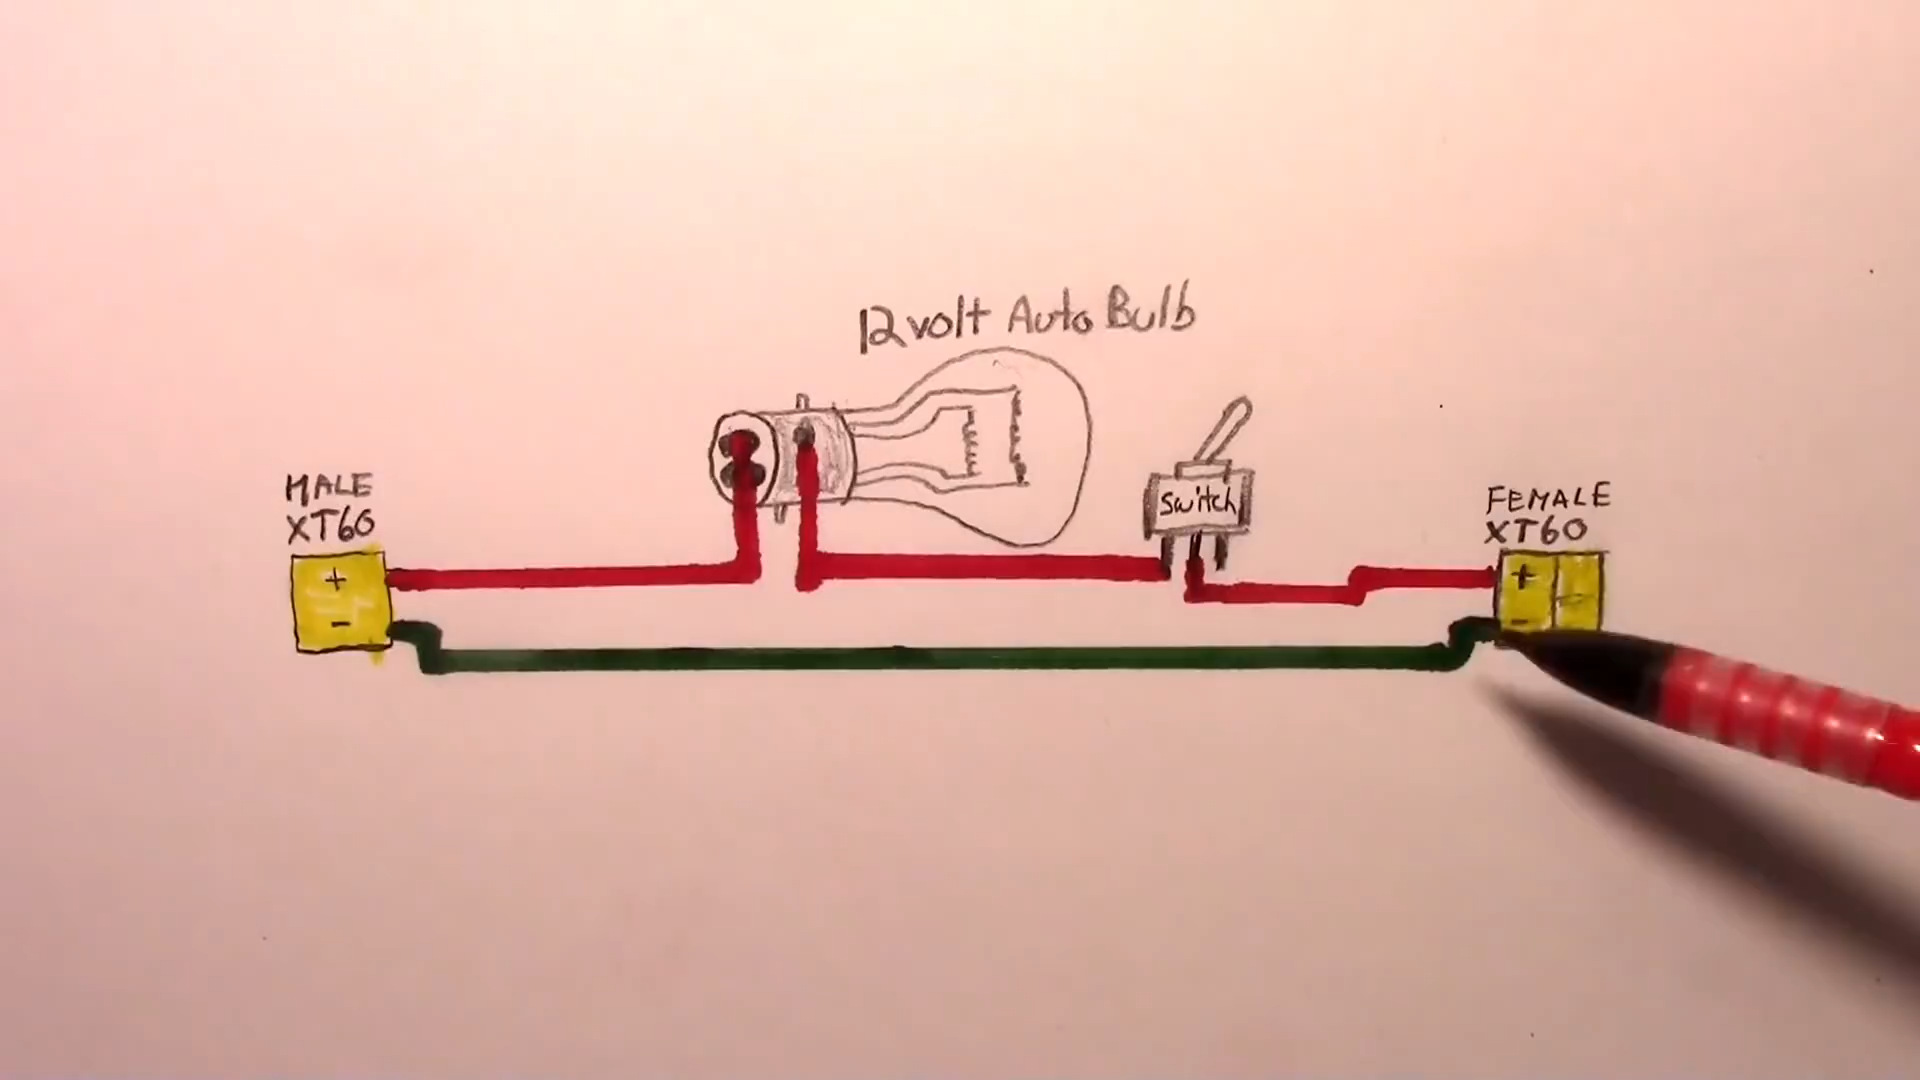 12 volt Auto Bulb
MALE
XT60
+
-
Switch
FEMALE
XT60
+
-